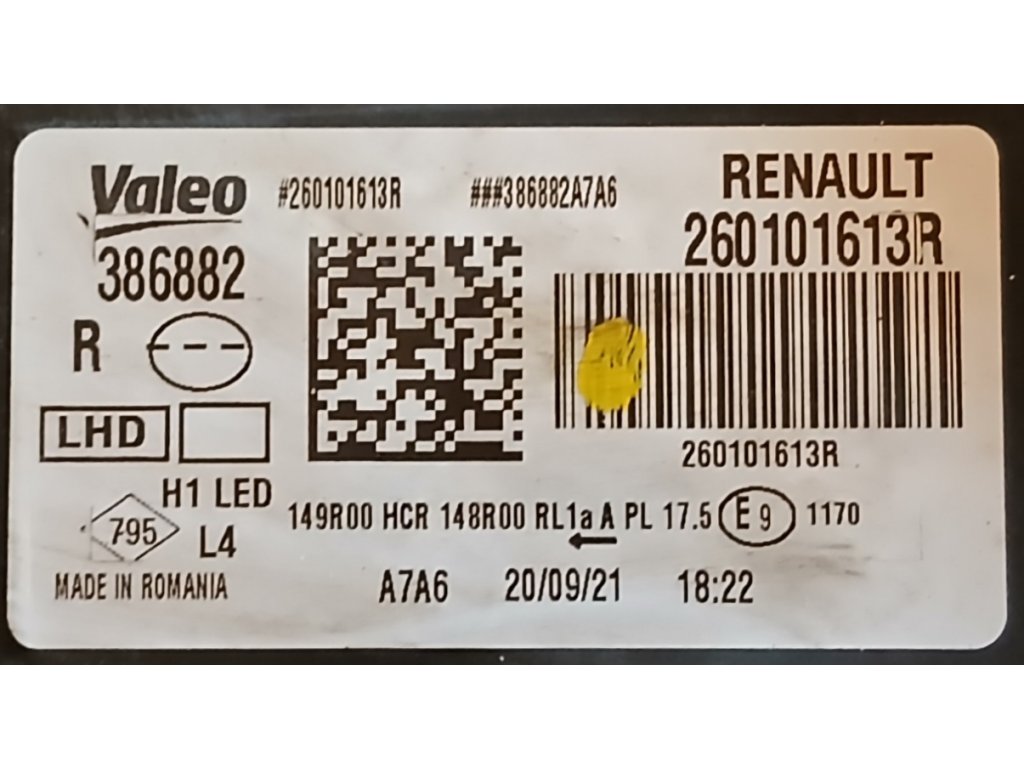 Valeo #260101613R ###386882A7A6 RENAULT
386882 260101613R
R
LHD
260101613R
H1 LED
149R00 HCR 148R00 RL1a A PL 17.5 E9 1170
795 L4
MADE IN ROMANIA A7A6 20/09/21 18:22